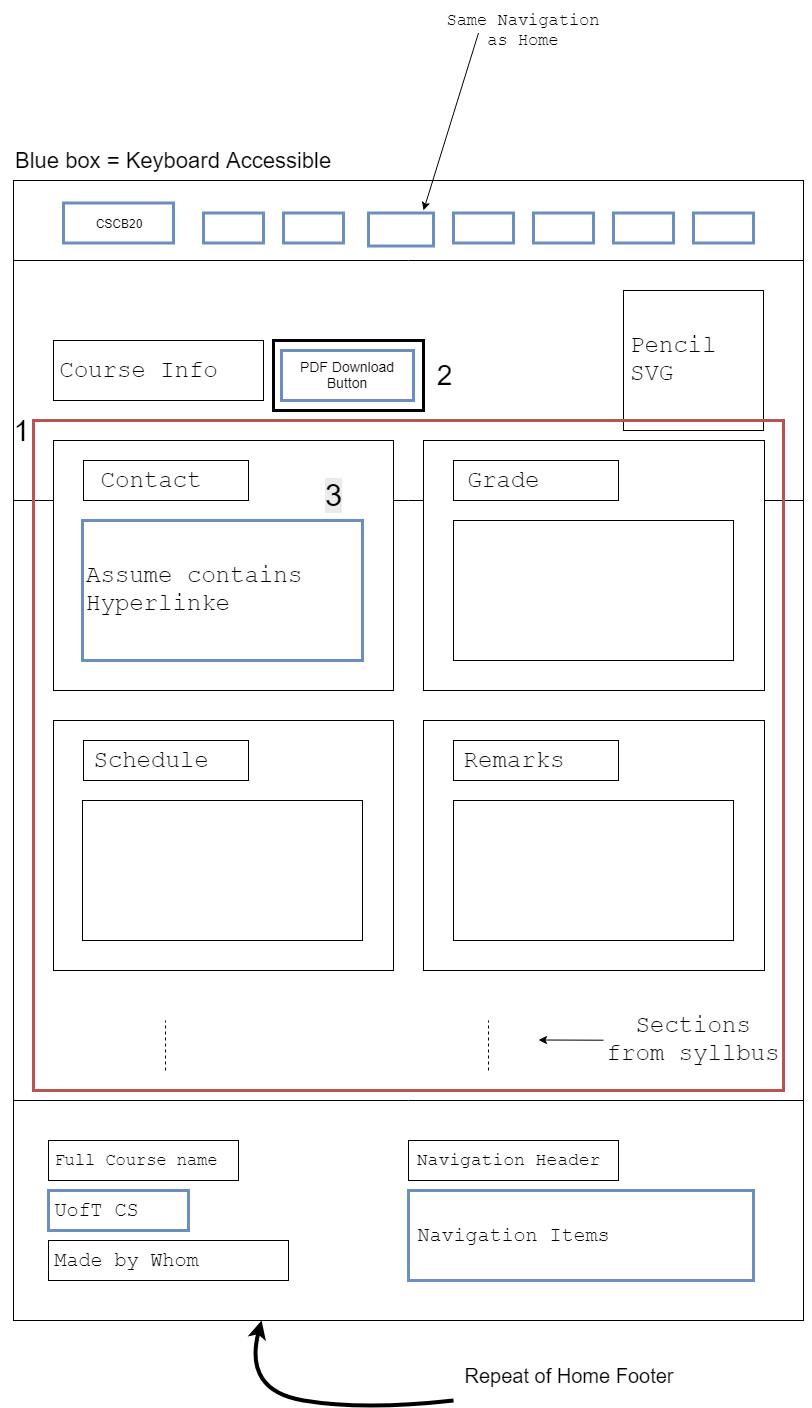 Same Navigation
as Home
Blue box = Keyboard Accessible
CSCB20
Pencil
SVG
Course Info
PDF Download
Button
2
1
Contact
3
Grade
Assume contains
Hyperlinke
Schedule
Remarks
Sections
from syllbus
Full Course name
Navigation Header
UofT CS
Navigation Items
Made by Whom
Repeat of Home Footer